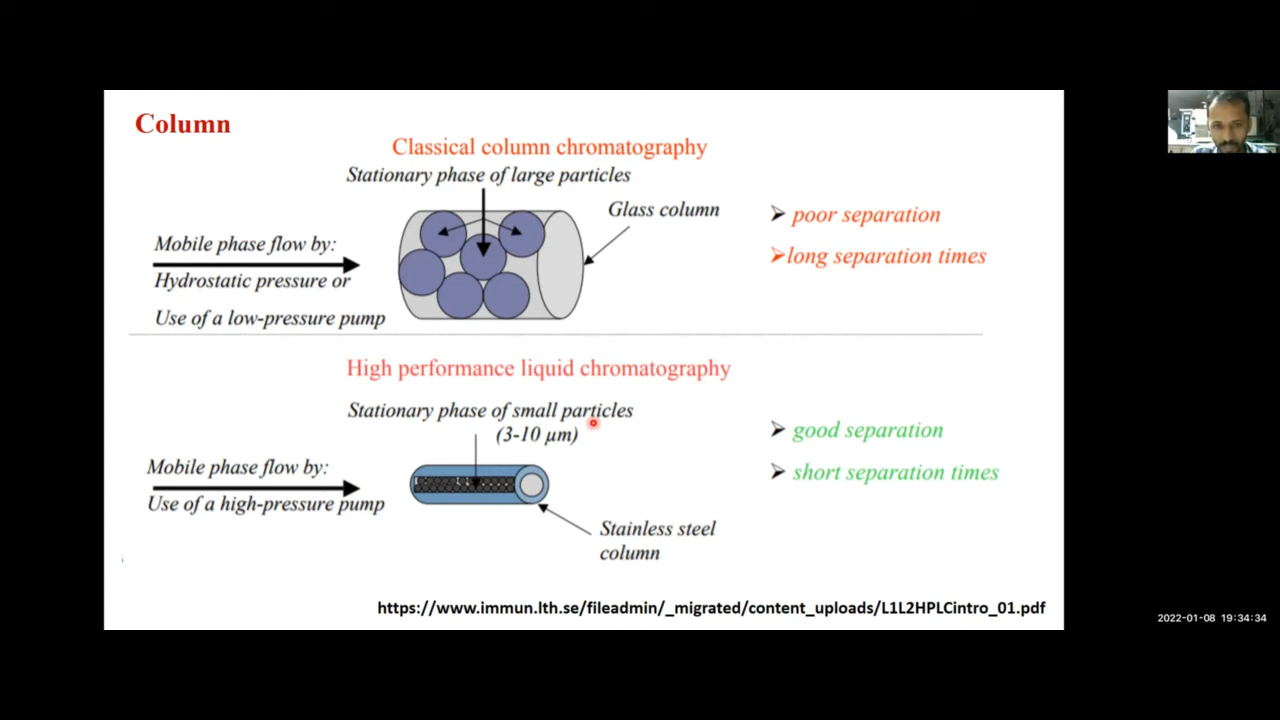 Column
Classical column chromatography
Stationary phase of large particles
Glass column
Mobile phase flow by:
Hydrostatic pressure or
Use of a low-pressure pump
➢ poor separation
➢long separation times
High performance liquid chromatography
Stationary phase of small particles
(3-10 µm)
Mobile phase flow by:
Use of a high-pressure pump
Stainless steel
column
➢ good separation
➢ short separation times
https://www.immun.lth.se/fileadmin/_migrated/content_uploads/L1L2HPLCintro_01.pdf
2022-01-08 19:34:34